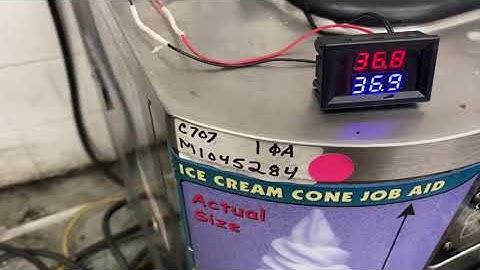 36.8
36.9
C707 1ΦA
M1045284
ICE CREAM CONE JOB AID
Actual
Size